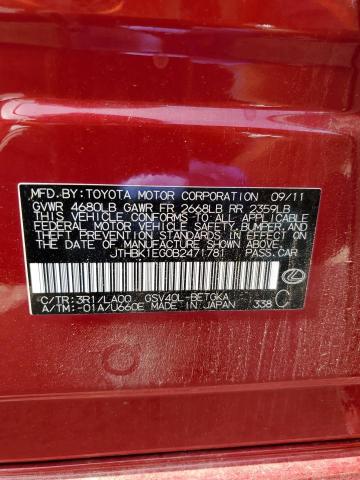 MFD. BY: TOYOTA MOTOR CORPORATION 09/11
GVWR 4680LB GAWR FR 2668LB RR 2359LB
THIS VEHICLE CONFORMS TO ALL APPLICABLE
FEDERAL MOTOR VEHICLE SAFETY, BUMPER, AND
THEFT PREVENTION STANDARDS IN EFFECT ON
THE DATE OF MANUFACTURE SHOWN ABOVE.
JTHBK1EG0B2471781 PASS. CAR
C/TR: 3R1/LA00 GSV40L-BETGKA
A/TM: -01A/U660E MADE IN JAPAN 338 C